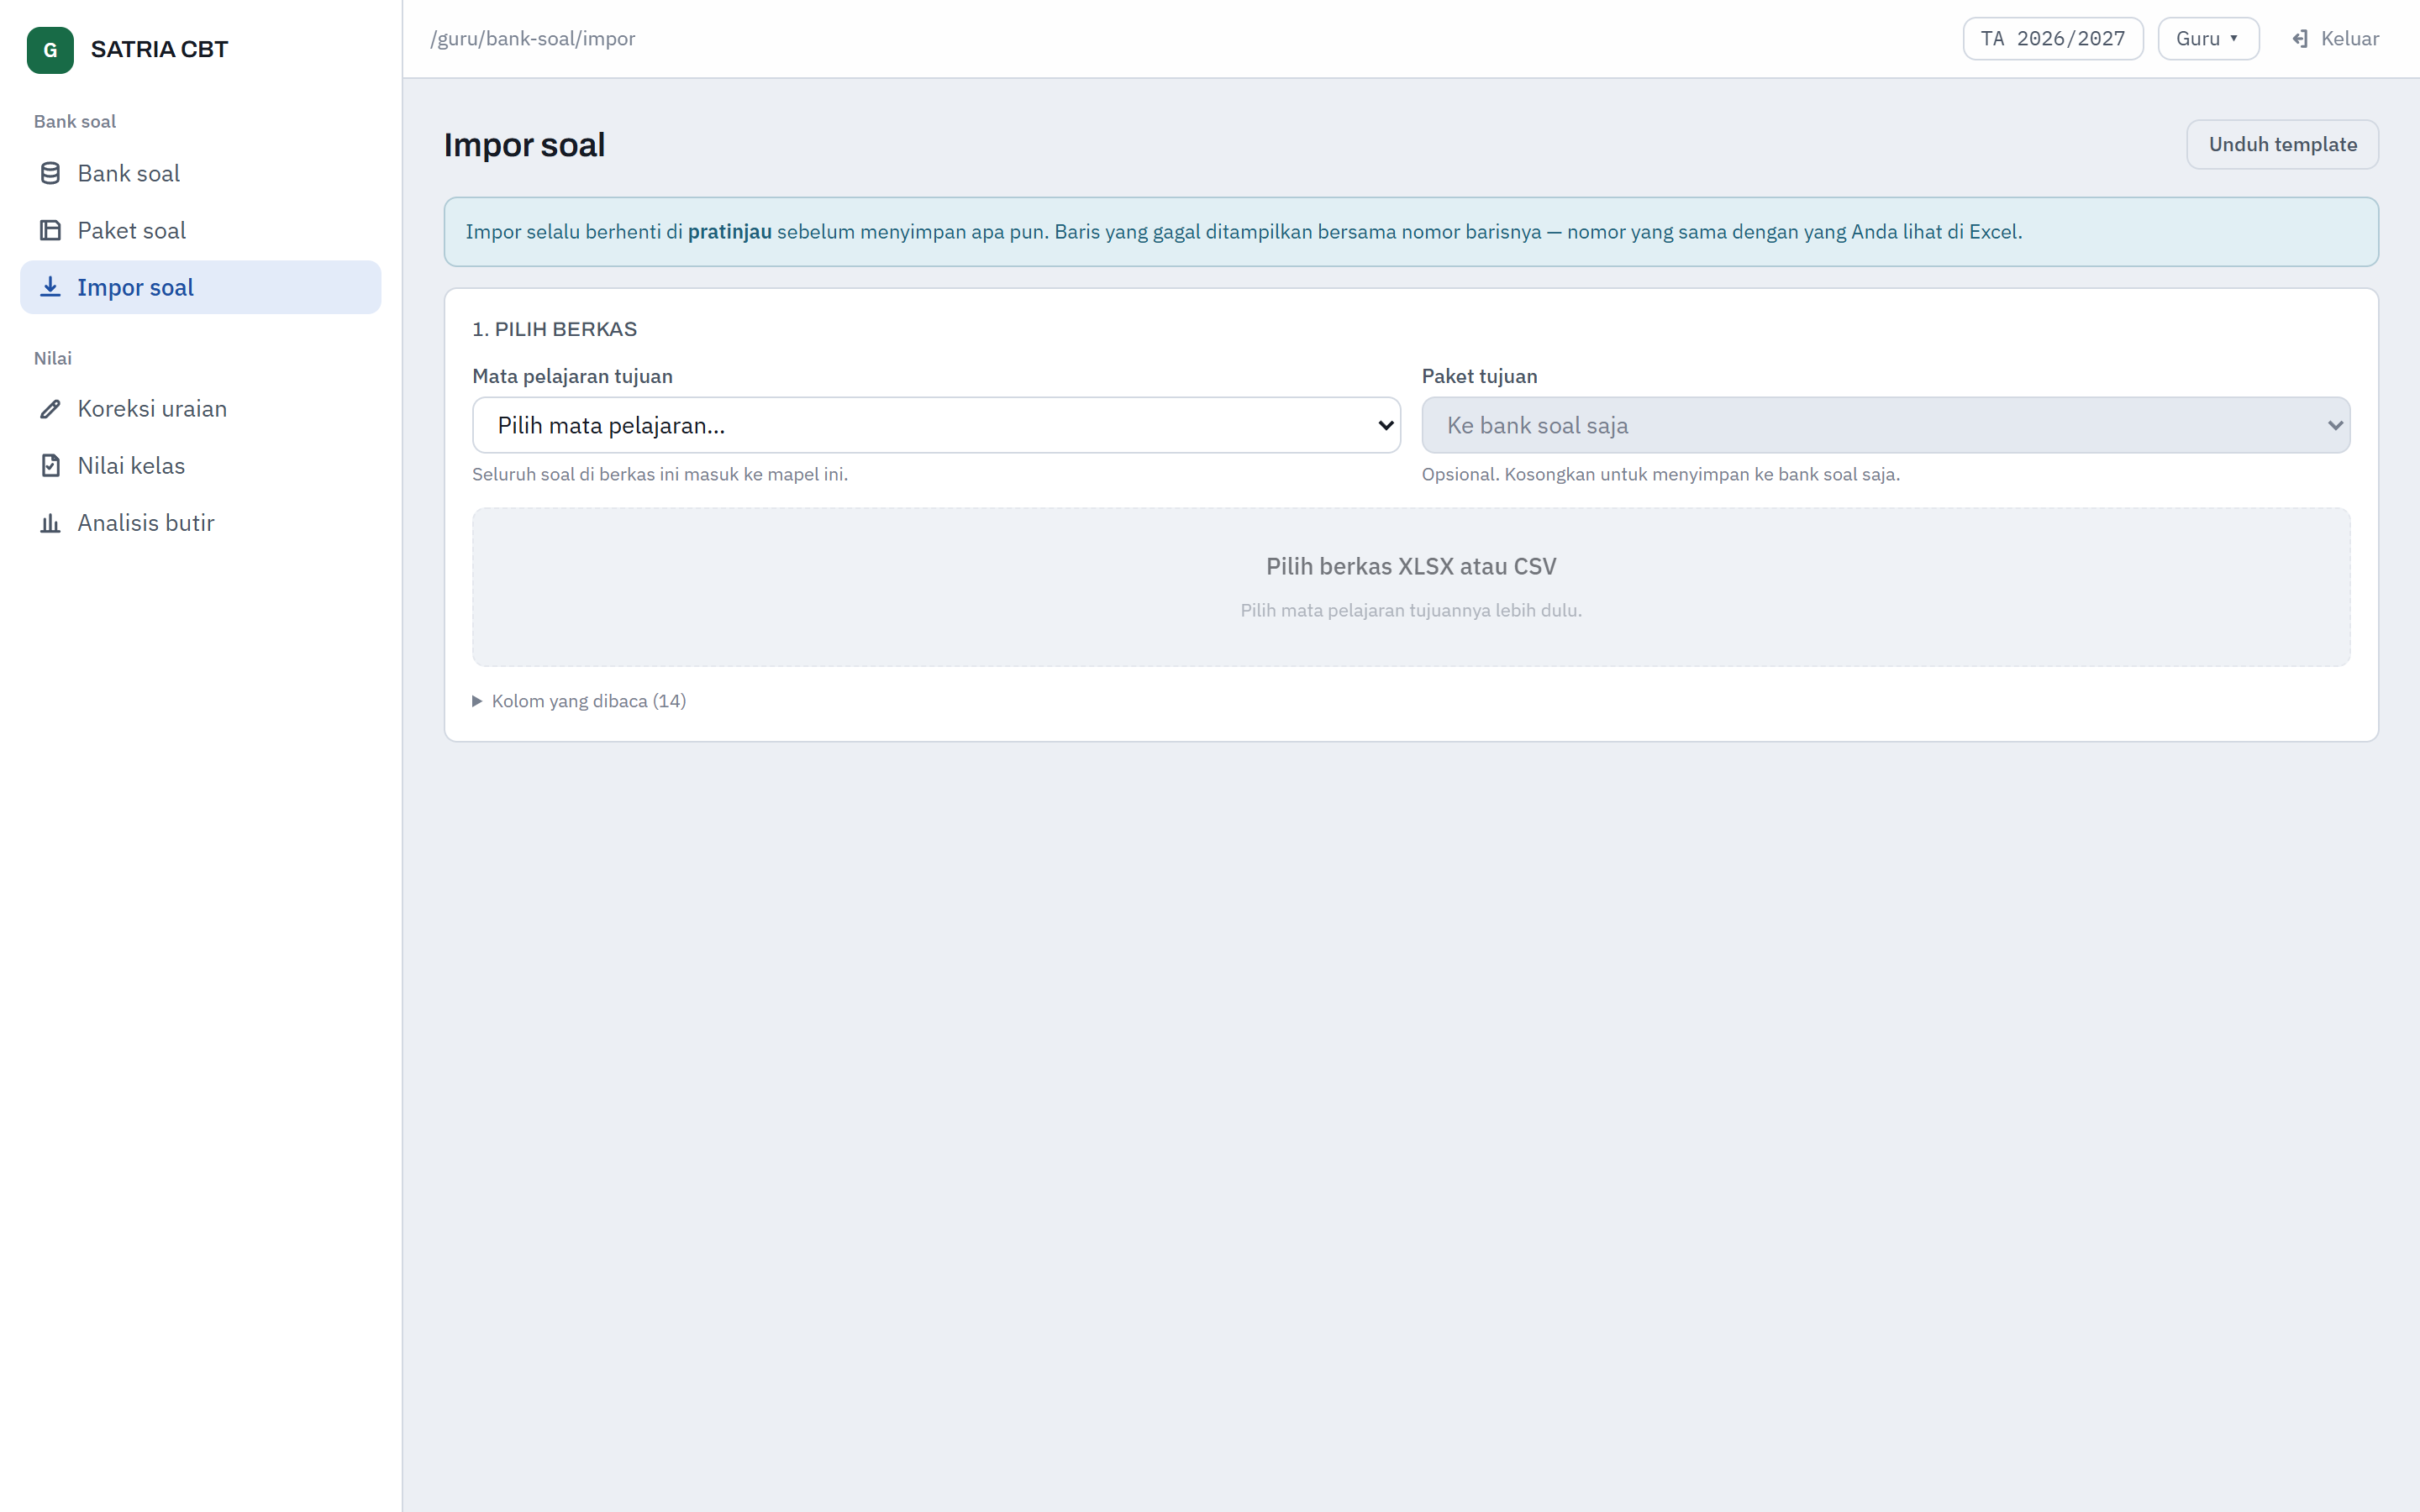 G SATRIA CBT
/guru/bank-soal/impor
TA 2026/2027
Guru ▾
Keluar
Bank soal
Bank soal
Paket soal
Impor soal
Nilai
Koreksi uraian
Nilai kelas
Analisis butir
Impor soal
Unduh template
Impor selalu berhenti di pratinjau sebelum menyimpan apa pun. Baris yang gagal ditampilkan bersama nomor barisnya — nomor yang sama dengan yang Anda lihat di Excel.
1. PILIH BERKAS
Mata pelajaran tujuan
Pilih mata pelajaran...
Seluruh soal di berkas ini masuk ke mapel ini.
Paket tujuan
Ke bank soal saja
Opsional. Kosongkan untuk menyimpan ke bank soal saja.
Pilih berkas XLSX atau CSV
Pilih mata pelajaran tujuannya lebih dulu.
▶ Kolom yang dibaca (14)